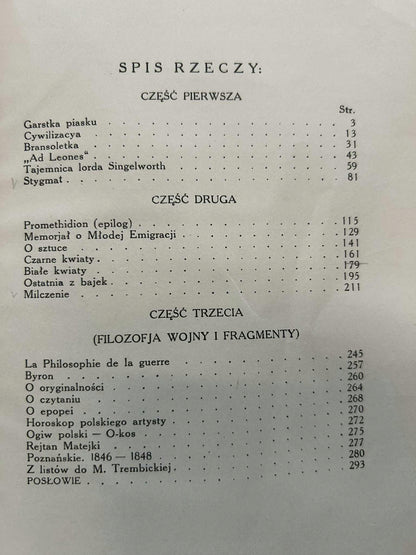 SPIS RZECZY:
CZĘŚĆ PIERWSZA
Str.
Garstka piasku . . . . . . . . . . 3
Cywilizacya . . . . . . . . . . 13
Bransoletka . . . . . . . . . . 31
„Ad Leones“ . . . . . . . . . . 43
Tajemnica lorda Singelworth . . . . . . . . . . 59
Stygmat . . . . . . . . . . 81
CZĘŚĆ DRUGA
Promethidion (epilog) . . . . . . . . . . 115
Memorjał o Młodej Emigracji . . . . . . . . . . 129
O sztuce . . . . . . . . . . 141
Czarne kwiaty . . . . . . . . . . 161
Białe kwiaty . . . . . . . . . . 179
Ostatnia z bajek . . . . . . . . . . 195
Milczenie . . . . . . . . . . 211
CZĘŚĆ TRZECIA
(FILOZOFJA WOJNY I FRAGMENTY)
La Philosophie de la guerre . . . . . . . . . . 245
Byron . . . . . . . . . . 257
O oryginalności . . . . . . . . . . 260
O czytaniu . . . . . . . . . . 264
O epopei . . . . . . . . . . 268
Horoskop polskiego artysty . . . . . . . . . . 270
Ogiw polski — O-kos . . . . . . . . . . 272
Rejtan Matejki . . . . . . . . . . 275
Poznańskie. 1846 — 1848 . . . . . . . . . . 277
Z listów do M. Trembickiej . . . . . . . . . . 280
POSŁOWIE . . . . . . . . . . 293